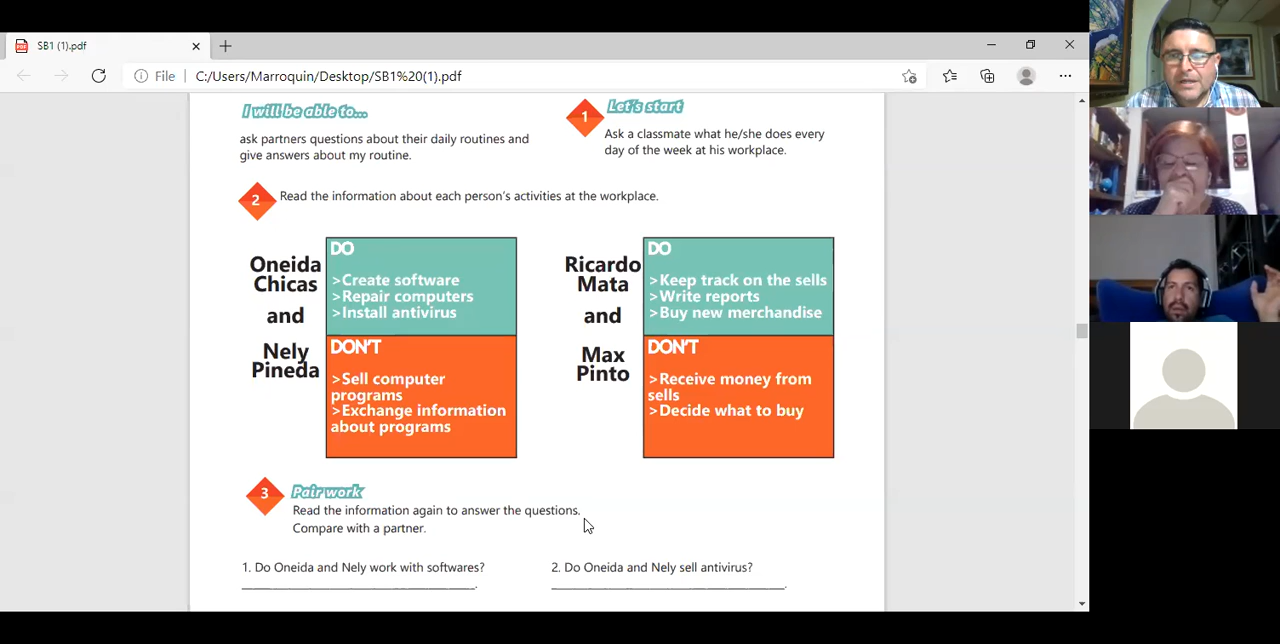 SB1 (1).pdf
File
C:/Users/Marroquin/Desktop/SB1%20(1).pdf
I will be able to...
ask partners questions about their daily routines and
give answers about my routine.
1
Let's start
Ask a classmate what he/she does every
day of the week at his workplace.
2
Read the information about each person's activities at the workplace.
Oneida
Chicas
and
Nely
Pineda
DO
>Create software
>Repair computers
>Install antivirus
DON'T
>Sell computer
programs
>Exchange information
about programs
Ricardo
Mata
and
Max
Pinto
DO
>Keep track on the sells
>Write reports
>Buy new merchandise
DON'T
>Receive money from
sells
>Decide what to buy
3
Pair work
Read the information again to answer the questions.
Compare with a partner.
1. Do Oneida and Nely work with softwares?
2. Do Oneida and Nely sell antivirus?